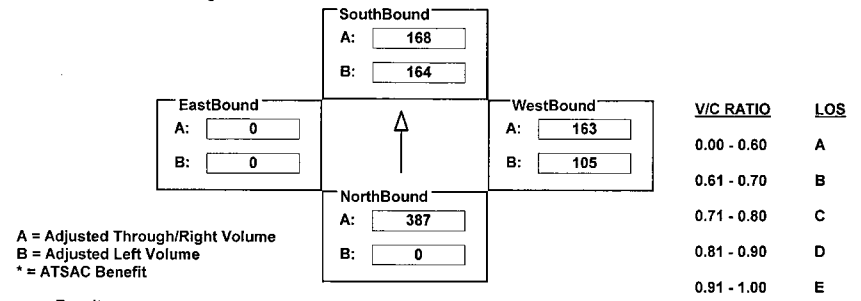 SouthBound
A: 168
B: 164
EastBound
A: 0
B: 0
WestBound
A: 163
B: 105
NorthBound
A: 387
B: 0
A = Adjusted Through/Right Volume
B = Adjusted Left Volume
* = ATSAC Benefit
V/C RATIO LOS
0.00 - 0.60 A
0.61 - 0.70 B
0.71 - 0.80 C
0.81 - 0.90 D
0.91 - 1.00 E